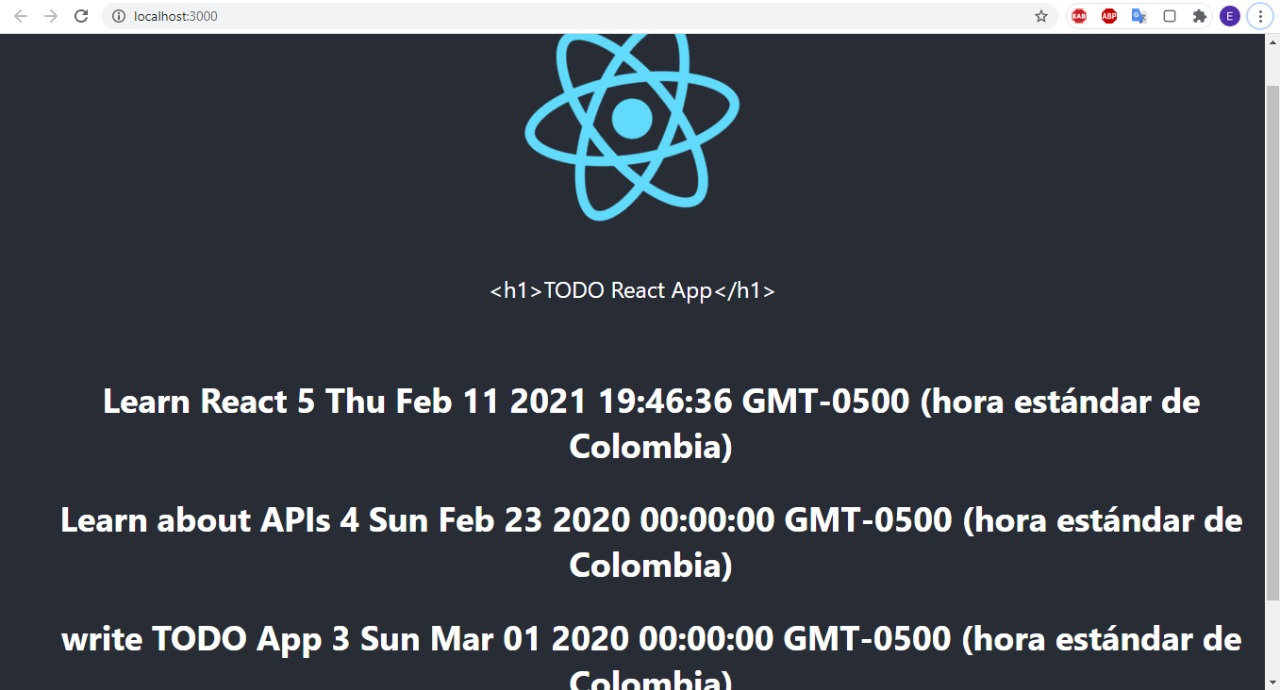 localhost:3000
EAB
ABP
G
E
<h1>TODO React App</h1>
Learn React 5 Thu Feb 11 2021 19:46:36 GMT-0500 (hora estándar de
Colombia)
Learn about APIs 4 Sun Feb 23 2020 00:00:00 GMT-0500 (hora estándar de
Colombia)
write TODO App 3 Sun Mar 01 2020 00:00:00 GMT-0500 (hora estándar de
Colombia)